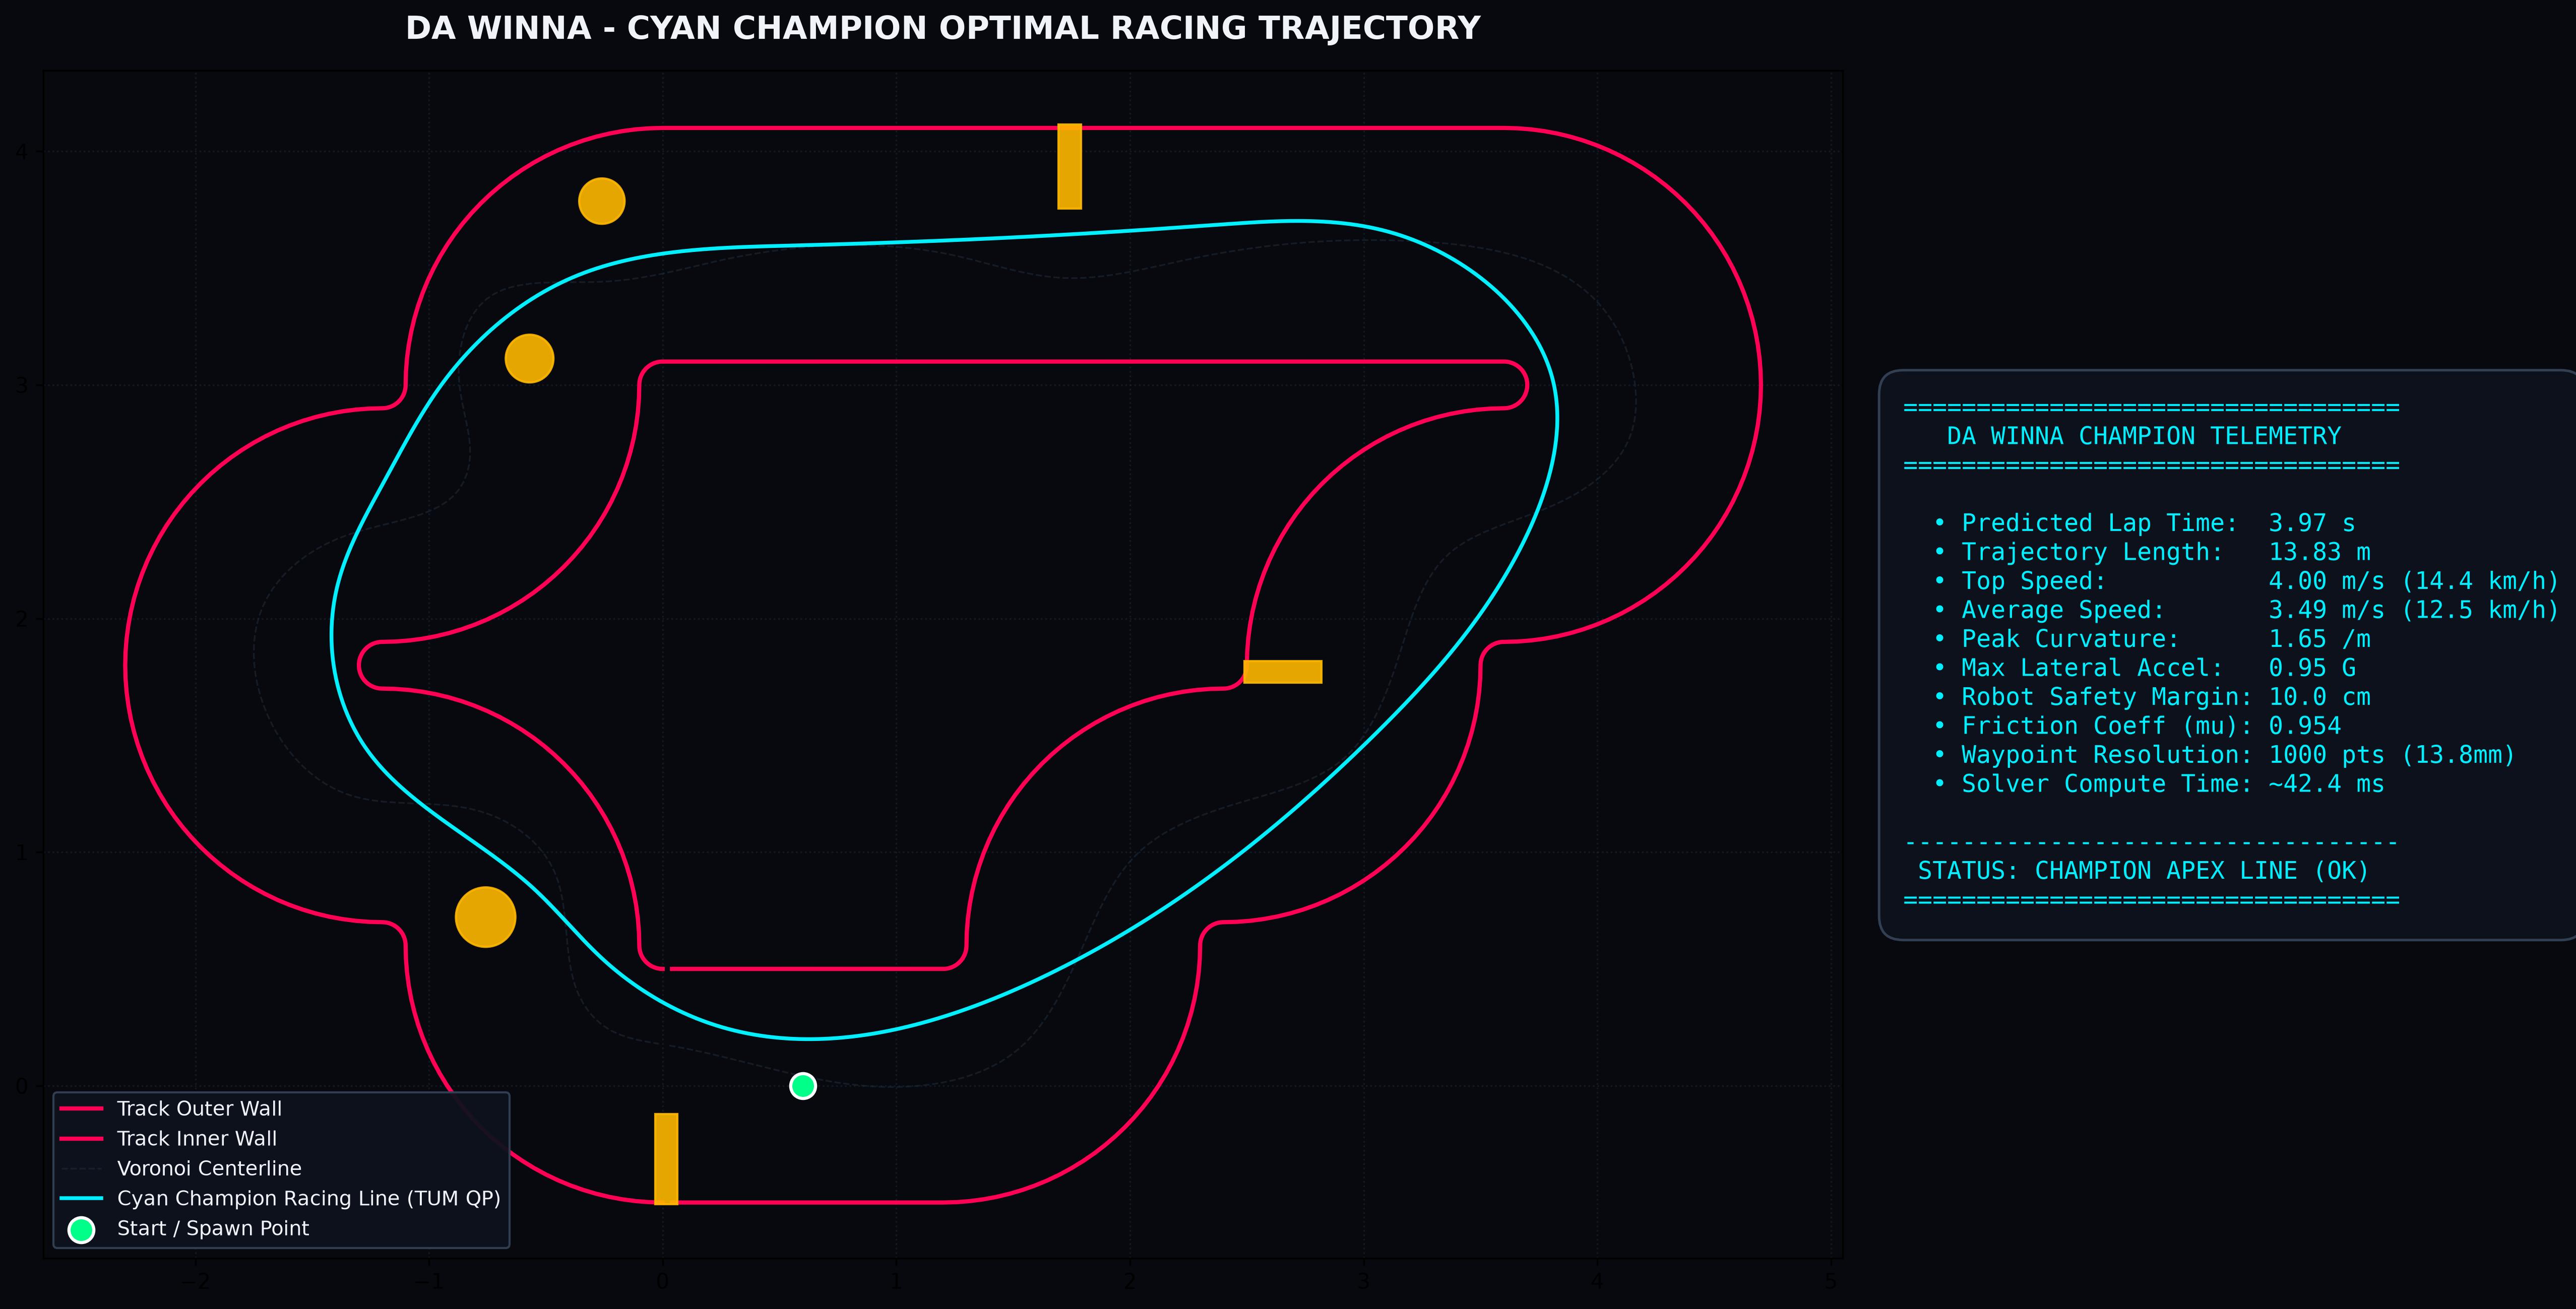 DA WINNA - CYAN CHAMPION OPTIMAL RACING TRAJECTORY
4
3
2
1
0
−2
−1
0
1
2
3
4
5
Track Outer Wall
Track Inner Wall
Voronoi Centerline
Cyan Champion Racing Line (TUM QP)
Start / Spawn Point
==================================
DA WINNA CHAMPION TELEMETRY
==================================
• Predicted Lap Time: 3.97 s
• Trajectory Length: 13.83 m
• Top Speed: 4.00 m/s (14.4 km/h)
• Average Speed: 3.49 m/s (12.5 km/h)
• Peak Curvature: 1.65 /m
• Max Lateral Accel: 0.95 G
• Robot Safety Margin: 10.0 cm
• Friction Coeff (mu): 0.954
• Waypoint Resolution: 1000 pts (13.8mm)
• Solver Compute Time: ~42.4 ms
----------------------------------
STATUS: CHAMPION APEX LINE (OK)
==================================